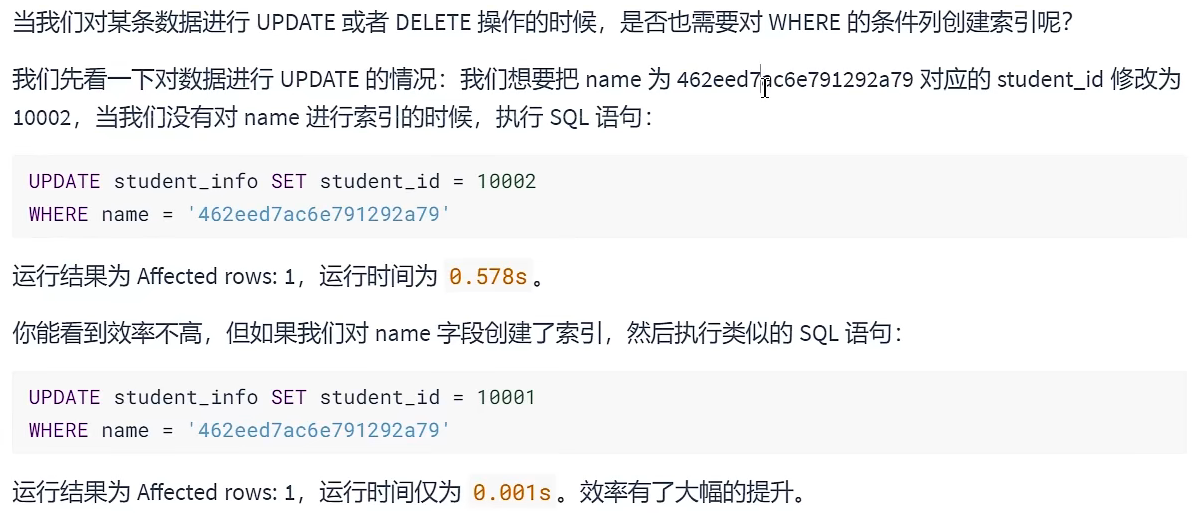 当我们对某条数据进行 UPDATE 或者 DELETE 操作的时候，是否也需要对 WHERE 的条件列创建索引呢？
我们先看一下对数据进行 UPDATE 的情况：我们想要把 name 为 462eed7ac6e791292a79 对应的 student_id 修改为
10002，当我们没有对 name 进行索引的时候，执行 SQL 语句：
UPDATE student_info SET student_id = 10002
WHERE name = '462eed7ac6e791292a79'
运行结果为 Affected rows: 1，运行时间为 0.578s。
你能看到效率不高，但如果我们对 name 字段创建了索引，然后执行类似的 SQL 语句：
UPDATE student_info SET student_id = 10001
WHERE name = '462eed7ac6e791292a79'
运行结果为 Affected rows: 1，运行时间仅为 0.001s。效率有了大幅的提升。